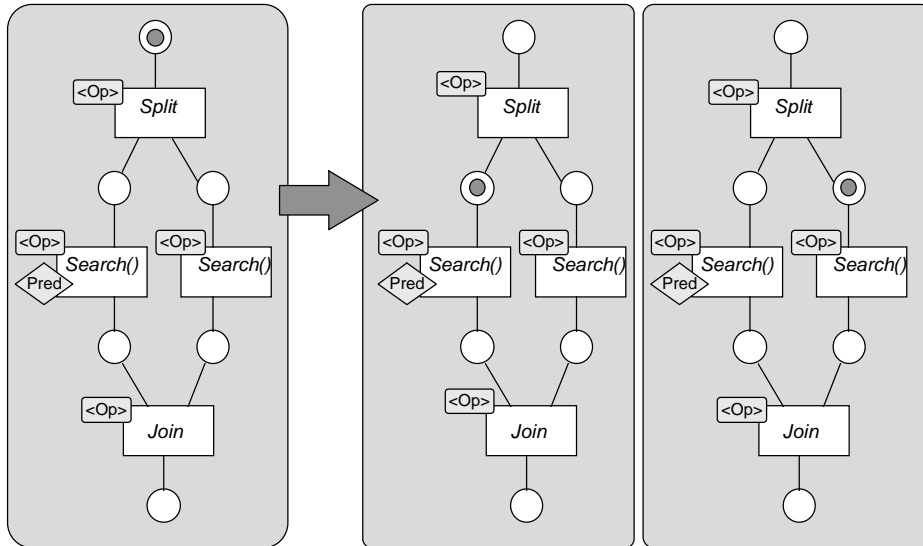 <Op>
Split
<Op>
<Op>
Search()
Search()
Pred
<Op>
Join
<Op>
Split
<Op>
<Op>
Search()
Search()
Pred
<Op>
Join
<Op>
Split
<Op>
<Op>
Search()
Search()
Pred
<Op>
Join